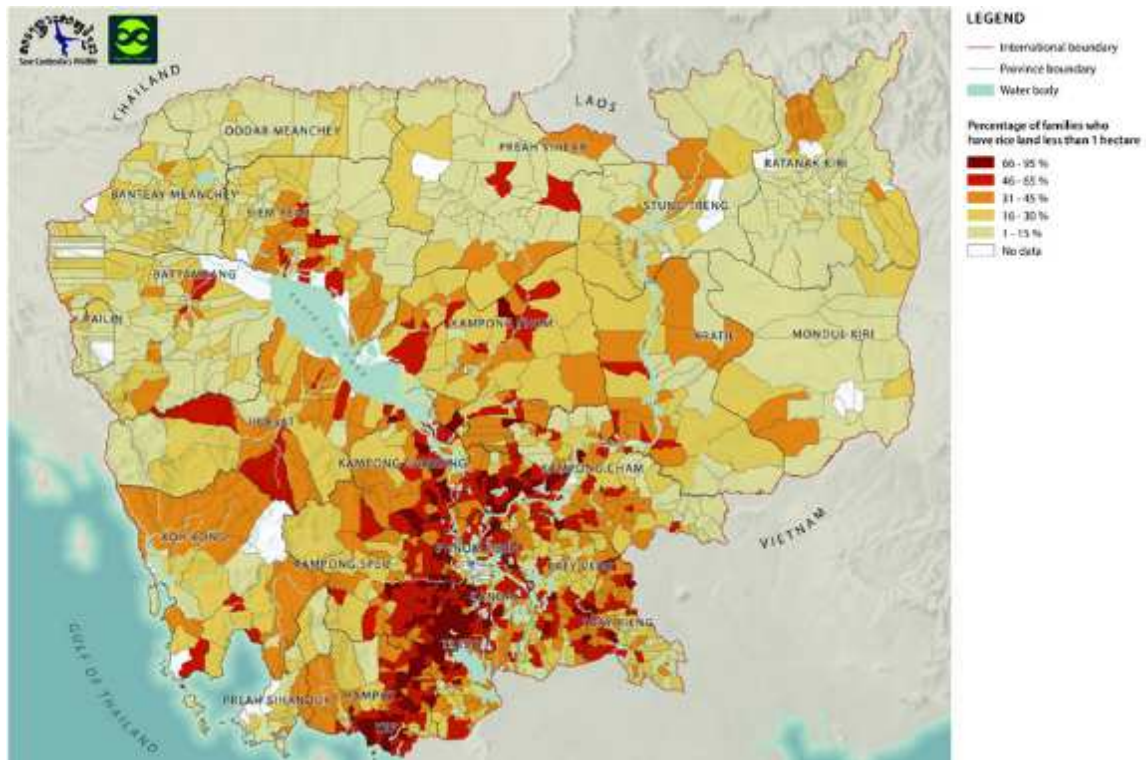 THAILAND
LAOS
ODDAR MEANCHEY
PREAH VIHEAR
RATANAK KIRI
BANTEAY MEANCHEY
STUNG TRENG
SIEM REAP
BATTAMBANG
PAILIN
KAMPONG THOM
KRATIE
MONDUL KIRI
PURSAT
KAMPONG CHAM
VIETNAM
KOH KONG
KAMPONG SPEU
PREY VENG
SVAY RIENG
GULF OF THAILAND
PREAH SIHANOUK
KAMPOT
LEGEND
International boundary
Province boundary
Water body
Percentage of families who
have rice land less than 1 hectare
66 - 95 %
46 - 65 %
31 - 45 %
16 - 30 %
1 - 15 %
No data